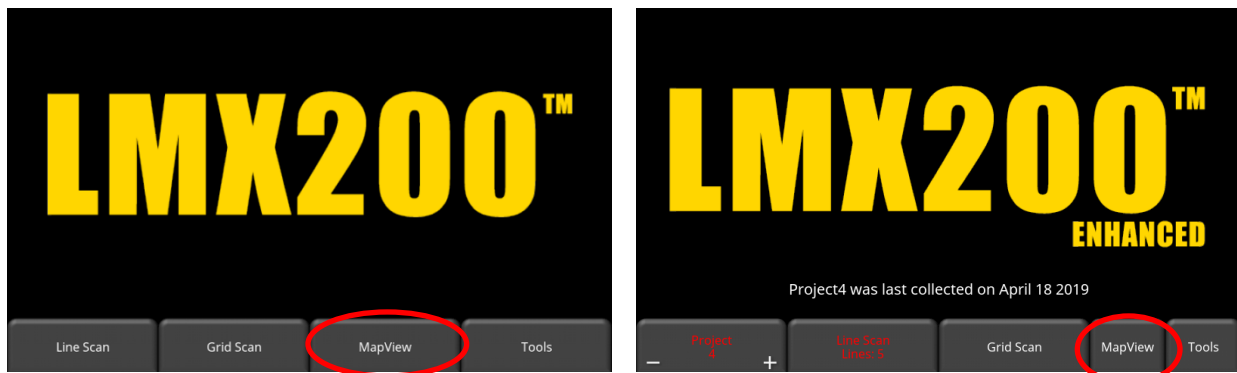 LMX200™
Line Scan
Grid Scan
MapView
Tools
LMX200™
ENHANCED
Project4 was last collected on April 18 2019
Project
4
−
+
Line Scan
Lines: 5
Grid Scan
MapView
Tools